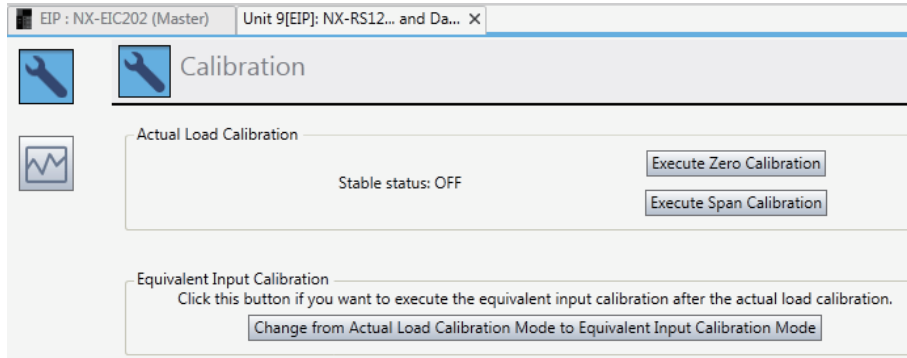 EIP : NX-EIC202 (Master)
Unit 9[EIP]: NX-RS12... and Da... X
Calibration
Actual Load Calibration
Stable status: OFF
Execute Zero Calibration
Execute Span Calibration
Equivalent Input Calibration
Click this button if you want to execute the equivalent input calibration after the actual load calibration.
Change from Actual Load Calibration Mode to Equivalent Input Calibration Mode